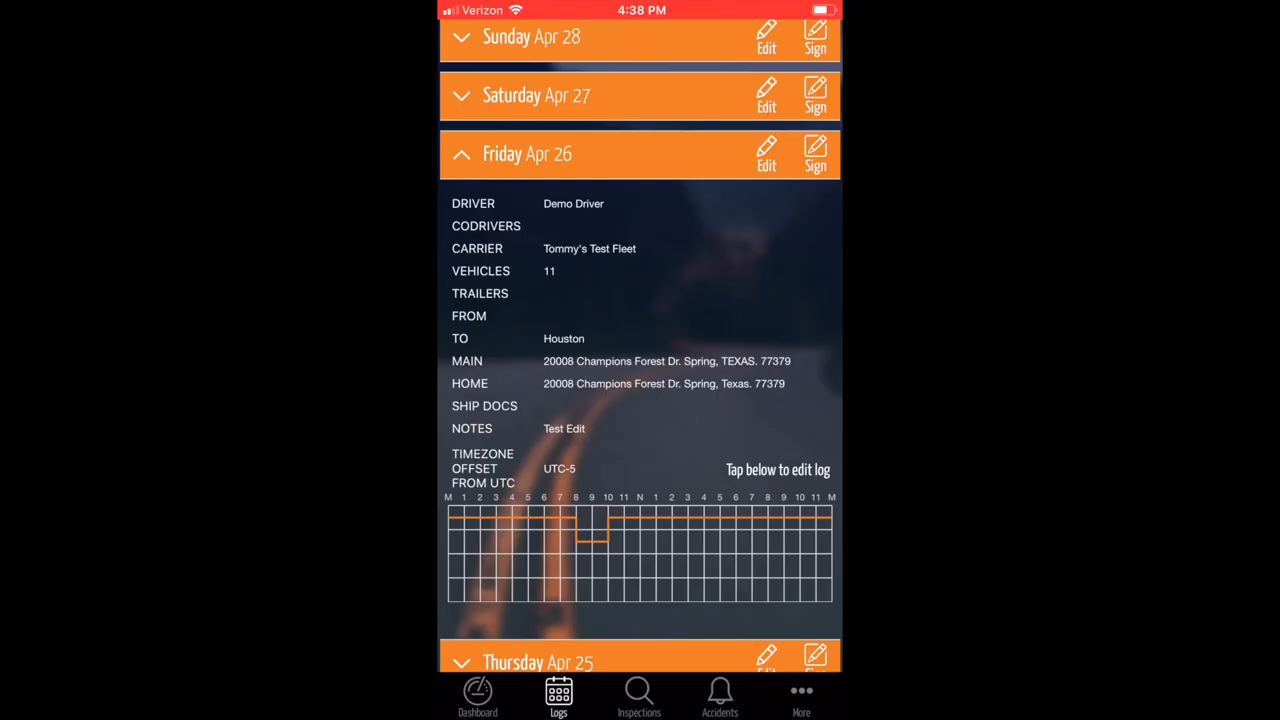 Verizon 4:38 PM
Sunday Apr 28 Edit Sign
Saturday Apr 27 Edit Sign
Friday Apr 26 Edit Sign
DRIVER Demo Driver
CODRIVERS
CARRIER Tommy's Test Fleet
VEHICLES 11
TRAILERS
FROM
TO Houston
MAIN 20008 Champions Forest Dr. Spring, TEXAS. 77379
HOME 20008 Champions Forest Dr. Spring, Texas. 77379
SHIP DOCS
NOTES Test Edit
TIMEZONE
OFFSET UTC-5 Tap below to edit log
FROM UTC
M 1 2 3 4 5 6 7 8 9 10 11 N 1 2 3 4 5 6 7 8 9 10 11 M
Thursday Apr 25 Edit Sign
Dashboard Logs Inspections Accidents More